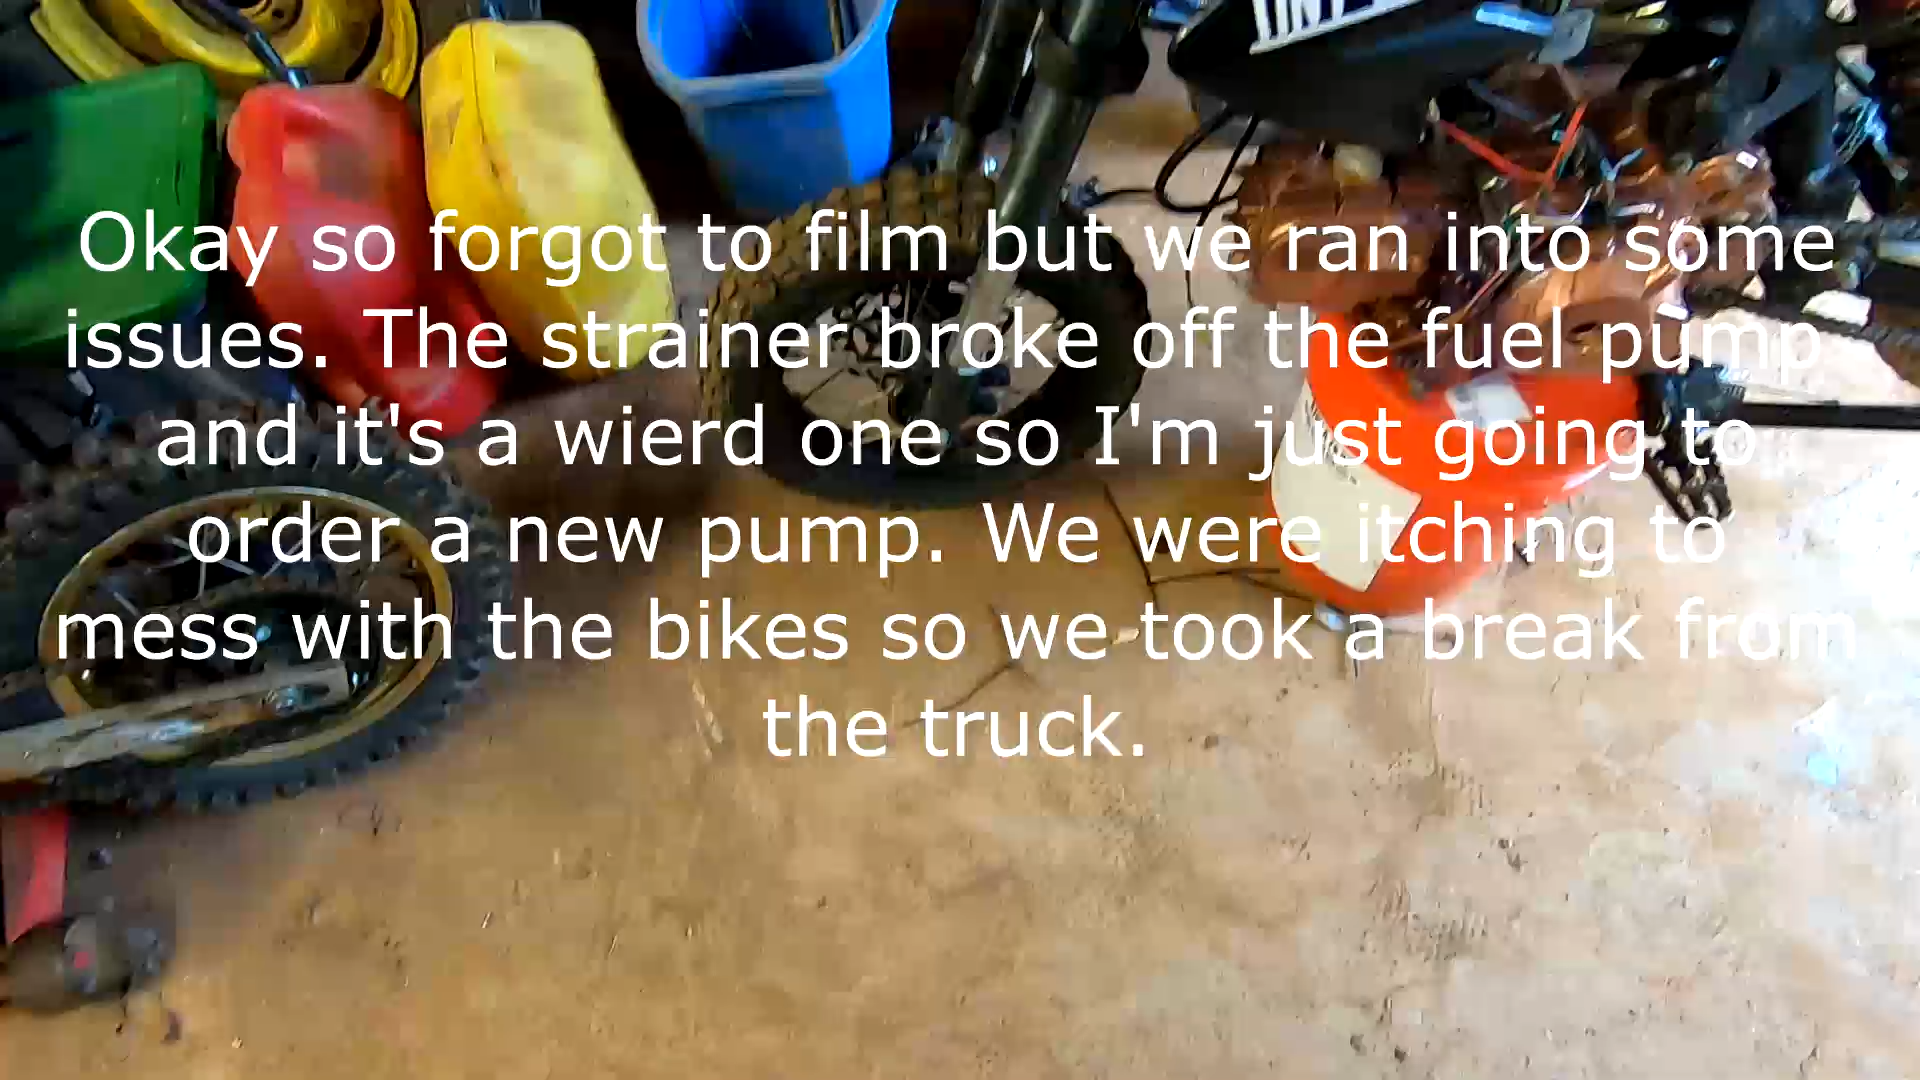 Okay so forgot to film but we ran into some
issues. The strainer broke off the fuel pump
and it's a wierd one so I'm just going to
order a new pump. We were itching to
mess with the bikes so we took a break from
the truck.